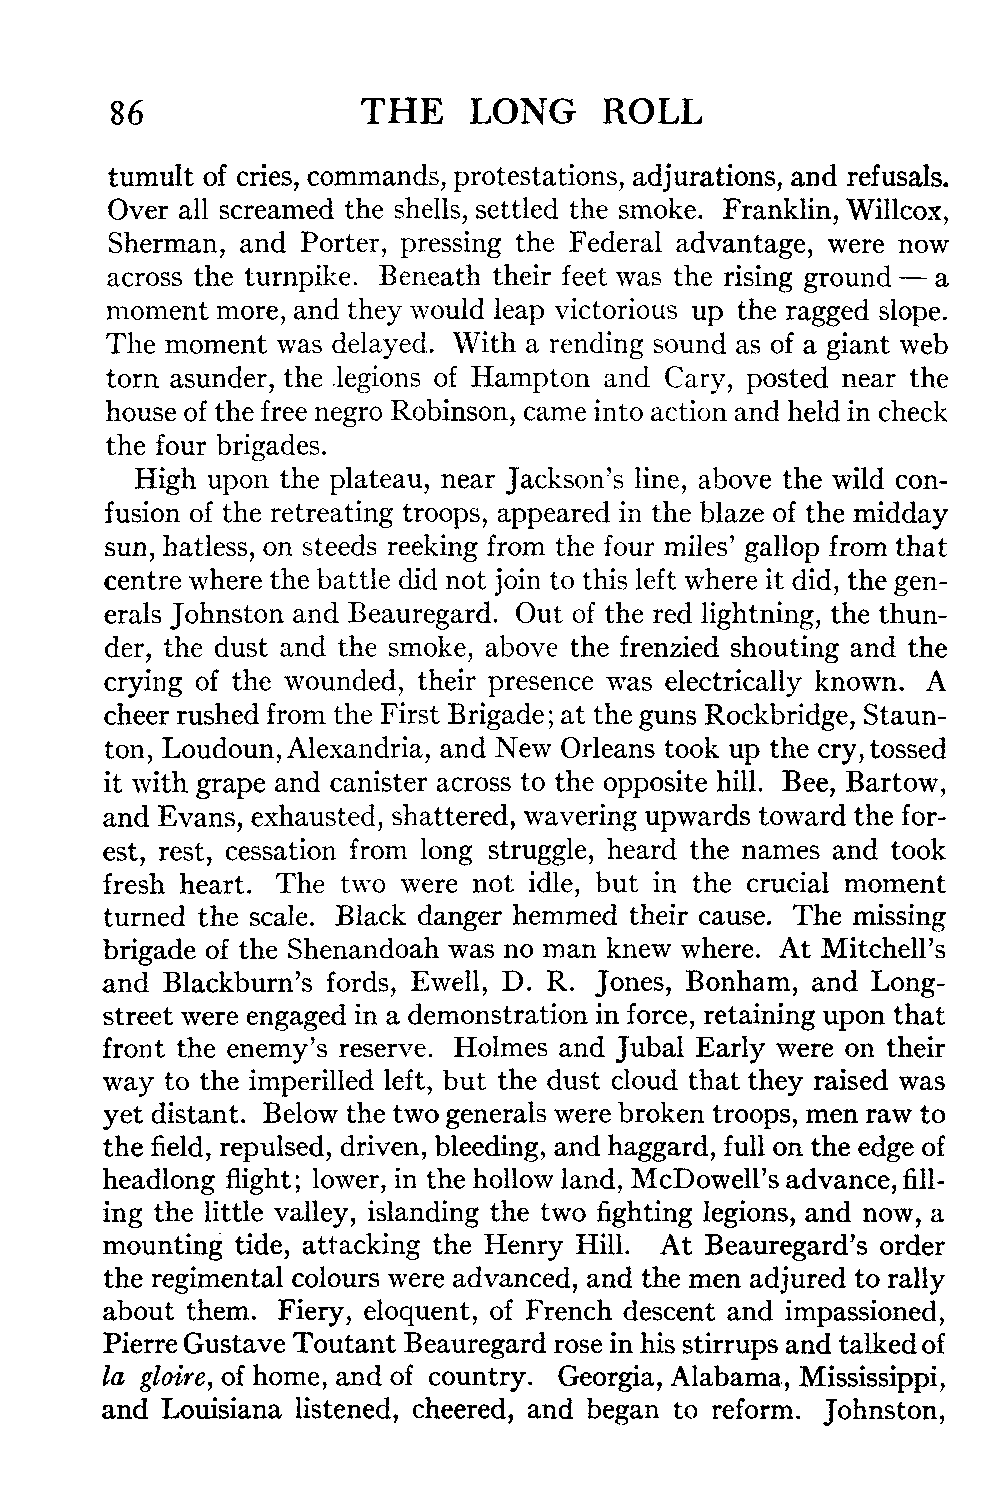 86 THE LONG ROLL
tumult of cries, commands, protestations, adjurations, and refusals.
Over all screamed the shells, settled the smoke. Franklin, Willcox,
Sherman, and Porter, pressing the Federal advantage, were now
across the turnpike. Beneath their feet was the rising ground — a
moment more, and they would leap victorious up the ragged slope.
The moment was delayed. With a rending sound as of a giant web
torn asunder, the legions of Hampton and Cary, posted near the
house of the free negro Robinson, came into action and held in check
the four brigades.
High upon the plateau, near Jackson's line, above the wild con-
fusion of the retreating troops, appeared in the blaze of the midday
sun, hatless, on steeds reeking from the four miles' gallop from that
centre where the battle did not join to this left where it did, the gen-
erals Johnston and Beauregard. Out of the red lightning, the thun-
der, the dust and the smoke, above the frenzied shouting and the
crying of the wounded, their presence was electrically known. A
cheer rushed from the First Brigade; at the guns Rockbridge, Staun-
ton, Loudoun, Alexandria, and New Orleans took up the cry, tossed
it with grape and canister across to the opposite hill. Bee, Bartow,
and Evans, exhausted, shattered, wavering upwards toward the for-
est, rest, cessation from long struggle, heard the names and took
fresh heart. The two were not idle, but in the crucial moment
turned the scale. Black danger hemmed their cause. The missing
brigade of the Shenandoah was no man knew where. At Mitchell's
and Blackburn's fords, Ewell, D. R. Jones, Bonham, and Long-
street were engaged in a demonstration in force, retaining upon that
front the enemy's reserve. Holmes and Jubal Early were on their
way to the imperilled left, but the dust cloud that they raised was
yet distant. Below the two generals were broken troops, men raw to
the field, repulsed, driven, bleeding, and haggard, full on the edge of
headlong flight; lower, in the hollow land, McDowell's advance, fill-
ing the little valley, islanding the two fighting legions, and now, a
mounting tide, attacking the Henry Hill. At Beauregard's order
the regimental colours were advanced, and the men adjured to rally
about them. Fiery, eloquent, of French descent and impassioned,
Pierre Gustave Toutant Beauregard rose in his stirrups and talked of
la gloire, of home, and of country. Georgia, Alabama, Mississippi,
and Louisiana listened, cheered, and began to reform. Johnston,